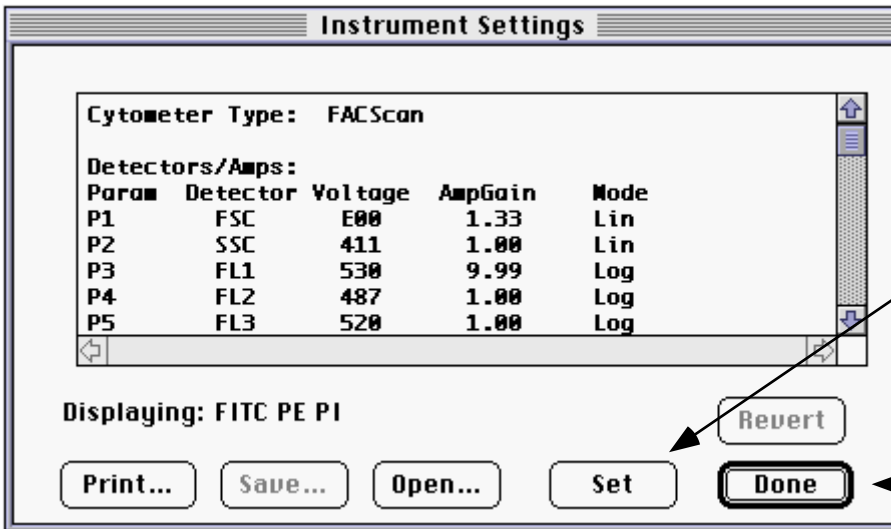 Instrument Settings
Cytometer Type: FACScan
Detectors/Amps:
Param Detector Voltage AmpGain Mode
P1 FSC E00 1.33 Lin
P2 SSC 411 1.00 Lin
P3 FL1 530 9.99 Log
P4 FL2 487 1.00 Log
P5 FL3 520 1.00 Log
Displaying: FITC PE PI
Revert
Print... Save... Open... Set Done